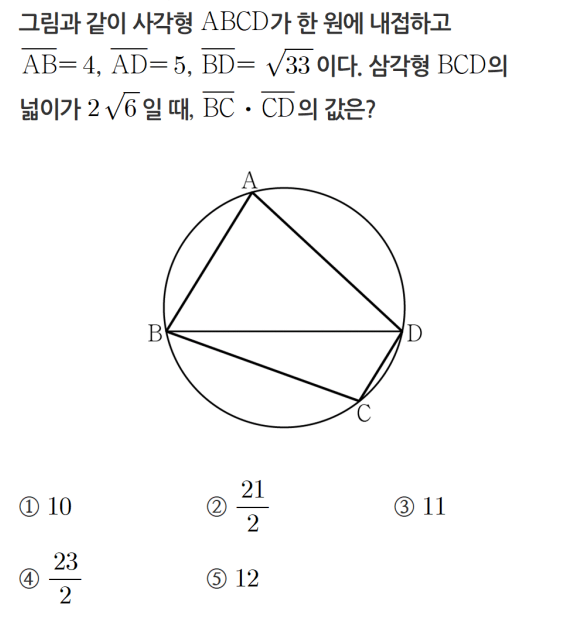 그림과 같이 사각형 ABCD가 한 원에 내접하고
$\overline{AB}=4$, $\overline{AD}=5$, $\overline{BD}=\sqrt{33}$이다. 삼각형 BCD의
넓이가 $2\sqrt{6}$일 때, $\overline{BC} \cdot \overline{CD}$의 값은?
A
B
D
C
① 10 ② $\frac{21}{2}$ ③ 11
④ $\frac{23}{2}$ ⑤ 12